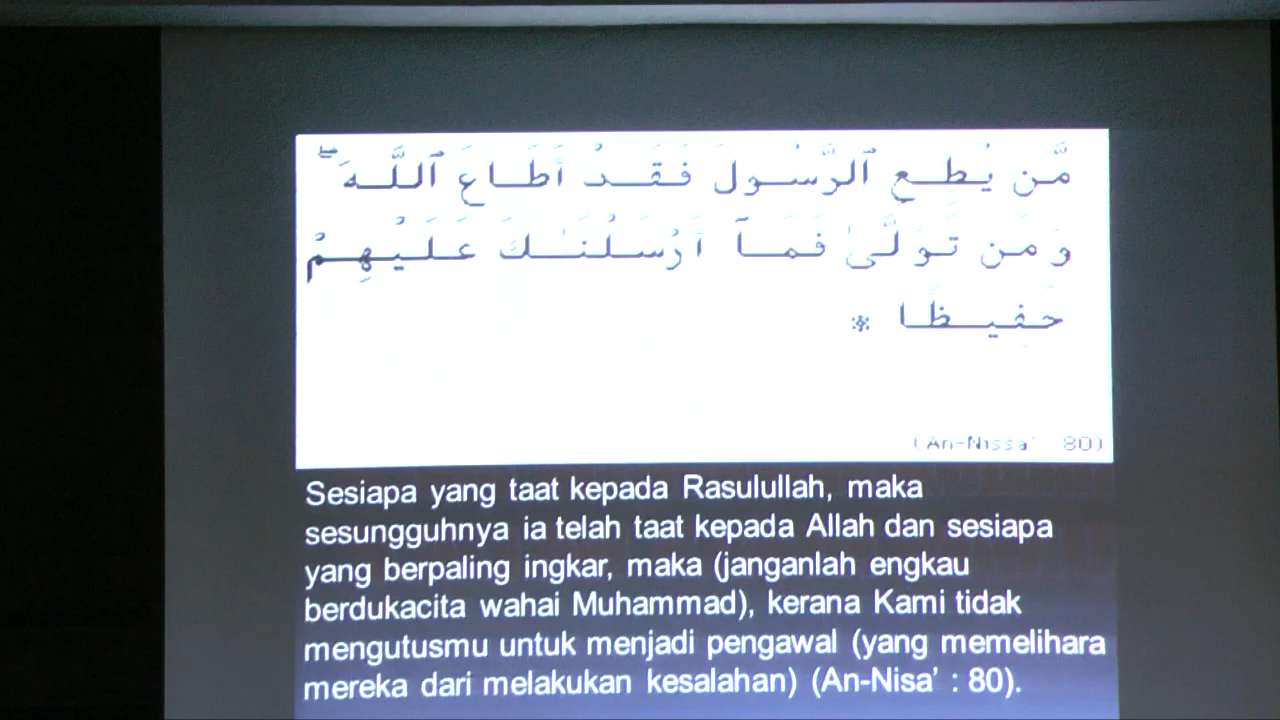 مَّن يُطِعِ ٱلرَّسُولَ فَقَدْ أَطَاعَ ٱللَّهَ ۖ
وَمَن تَوَلَّىٰ فَمَآ أَرْسَلْنَـٰكَ عَلَيْهِمْ
حَفِيظًا *
(An-Nissa' : 80)
Sesiapa yang taat kepada Rasulullah, maka
sesungguhnya ia telah taat kepada Allah dan sesiapa
yang berpaling ingkar, maka (janganlah engkau
berdukacita wahai Muhammad), kerana Kami tidak
mengutusmu untuk menjadi pengawal (yang memelihara
mereka dari melakukan kesalahan) (An-Nisa’ : 80).